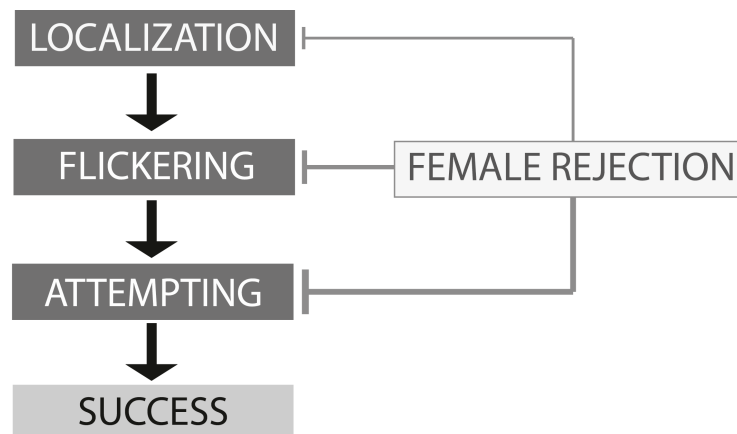 LOCALIZATION
FLICKERING
FEMALE REJECTION
ATTEMPTING
SUCCESS